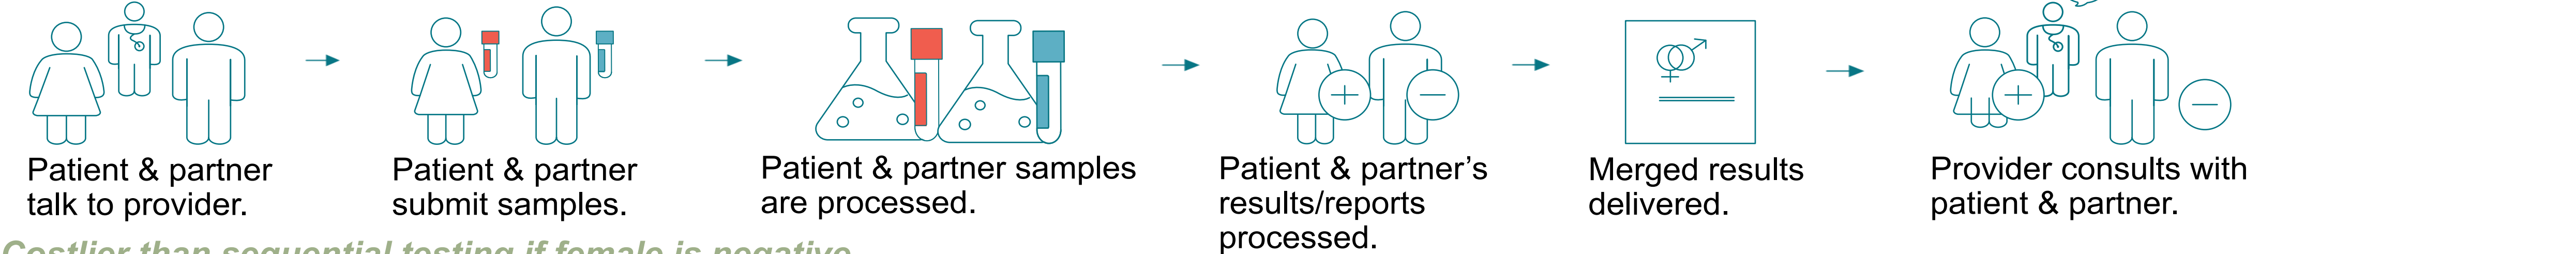 Patient & partner
talk to provider.
Patient & partner
submit samples.
Patient & partner samples
are processed.
Patient & partner’s
results/reports
processed.
Merged results
delivered.
Provider consults with
patient & partner.
Costlier than sequential testing if female is negative